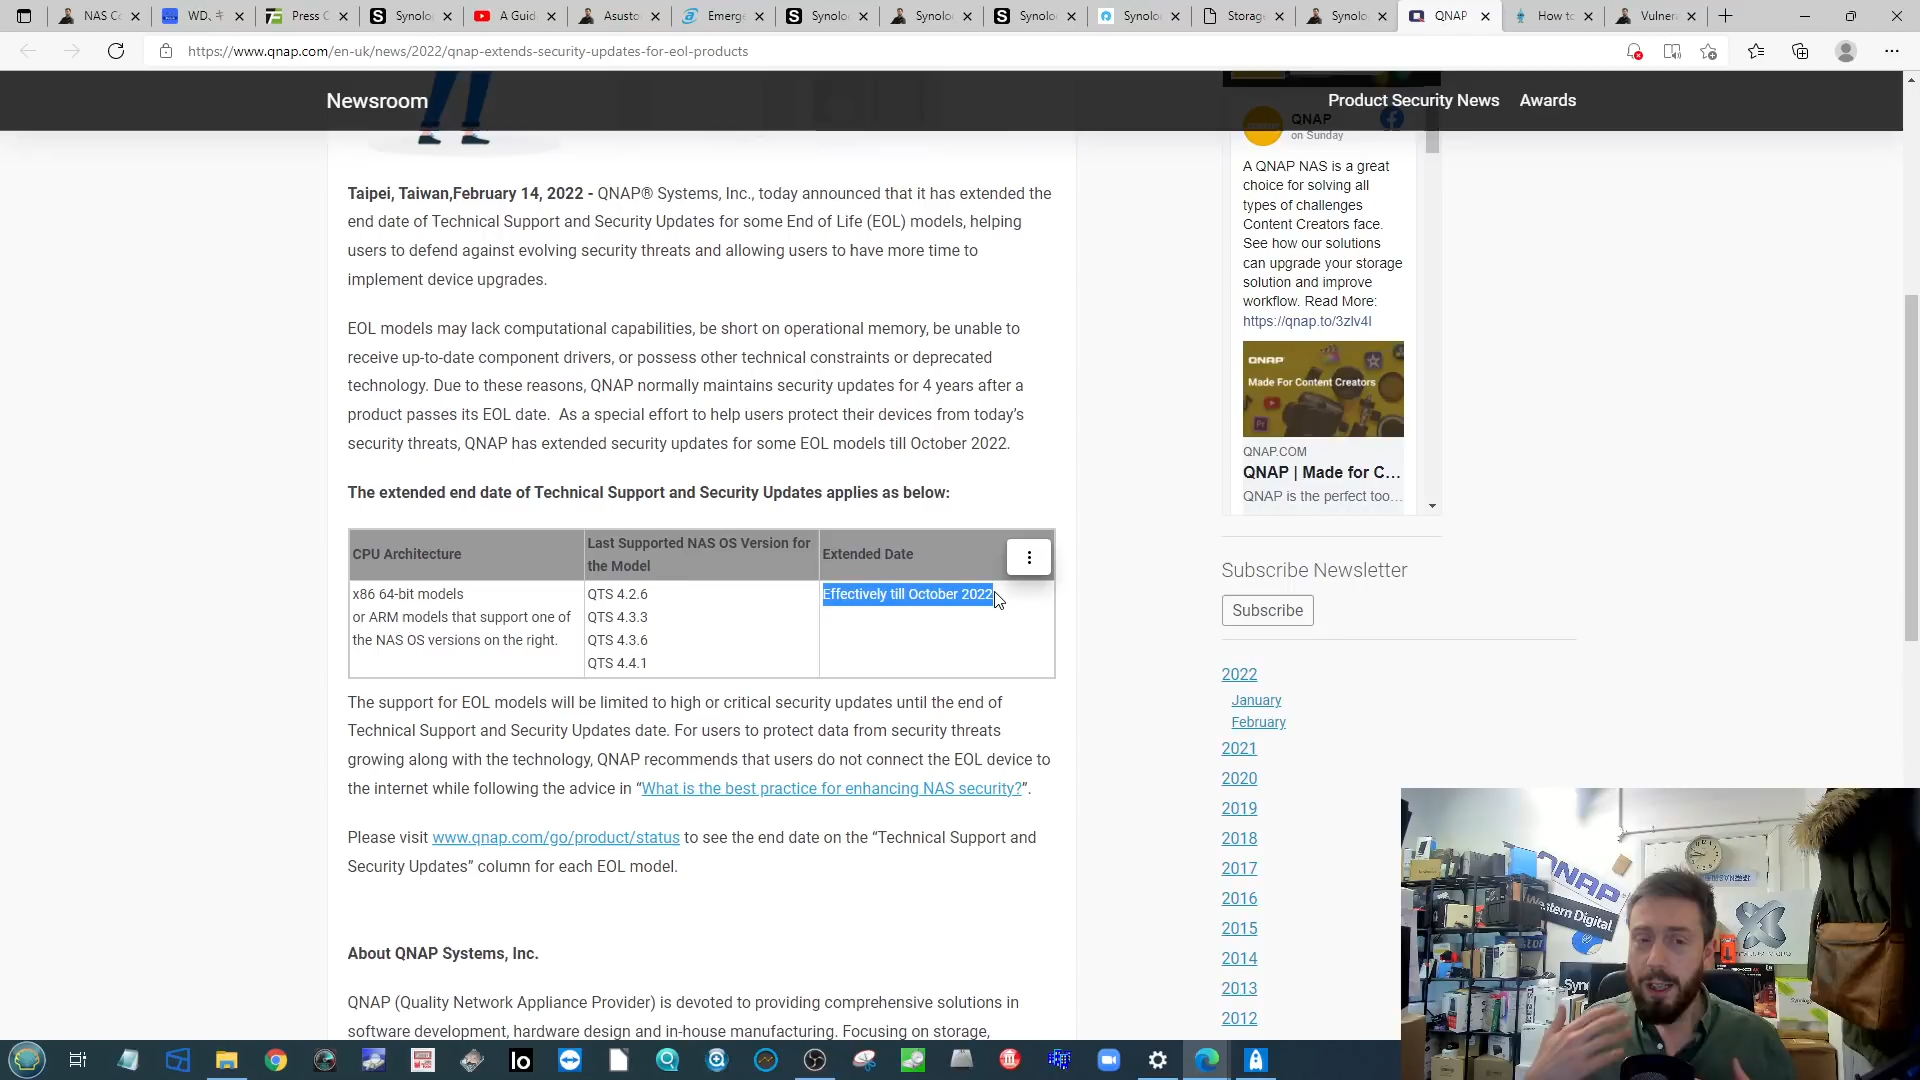 NAS Co
WD、キ
Press C
Synolo
A Guid
Asusto
Emerge
Synolo
Synolo
Synolo
Synolo
Storag
Synolo
QNAP
How to
Vulnera
https://www.qnap.com/en-uk/news/2022/qnap-extends-security-updates-for-eol-products
Newsroom
Product Security News
Awards
Taipei, Taiwan,February 14, 2022 - QNAP® Systems, Inc., today announced that it has extended the
end date of Technical Support and Security Updates for some End of Life (EOL) models, helping
users to defend against evolving security threats and allowing users to have more time to
implement device upgrades.
EOL models may lack computational capabilities, be short on operational memory, be unable to
receive up-to-date component drivers, or possess other technical constraints or deprecated
technology. Due to these reasons, QNAP normally maintains security updates for 4 years after a
product passes its EOL date. As a special effort to help users protect their devices from today's
security threats, QNAP has extended security updates for some EOL models till October 2022.
The extended end date of Technical Support and Security Updates applies as below:
CPU Architecture
Last Supported NAS OS Version for
the Model
Extended Date
x86 64-bit models
or ARM models that support one of
the NAS OS versions on the right.
QTS 4.2.6
QTS 4.3.3
QTS 4.3.6
QTS 4.4.1
Effectively till October 2022
The support for EOL models will be limited to high or critical security updates until the end of
Technical Support and Security Updates date. For users to protect data from security threats
growing along with the technology, QNAP recommends that users do not connect the EOL device to
the internet while following the advice in “What is the best practice for enhancing NAS security?”.
Please visit www.qnap.com/go/product/status to see the end date on the “Technical Support and
Security Updates” column for each EOL model.
About QNAP Systems, Inc.
QNAP (Quality Network Appliance Provider) is devoted to providing comprehensive solutions in
software development, hardware design and in-house manufacturing. Focusing on storage,
QNAP
on Sunday
A QNAP NAS is a great
choice for solving all
types of challenges
Content Creators face.
See how our solutions
can upgrade your storage
solution and improve
workflow. Read More:
https://qnap.to/3zlv4l
QNAP
Made For Content Creators
QNAP.COM
QNAP | Made for C...
QNAP is the perfect too...
Subscribe Newsletter
Subscribe
2022
January
February
2021
2020
2019
2018
2017
2016
2015
2014
2013
2012
QNAP
Western Digital
Io